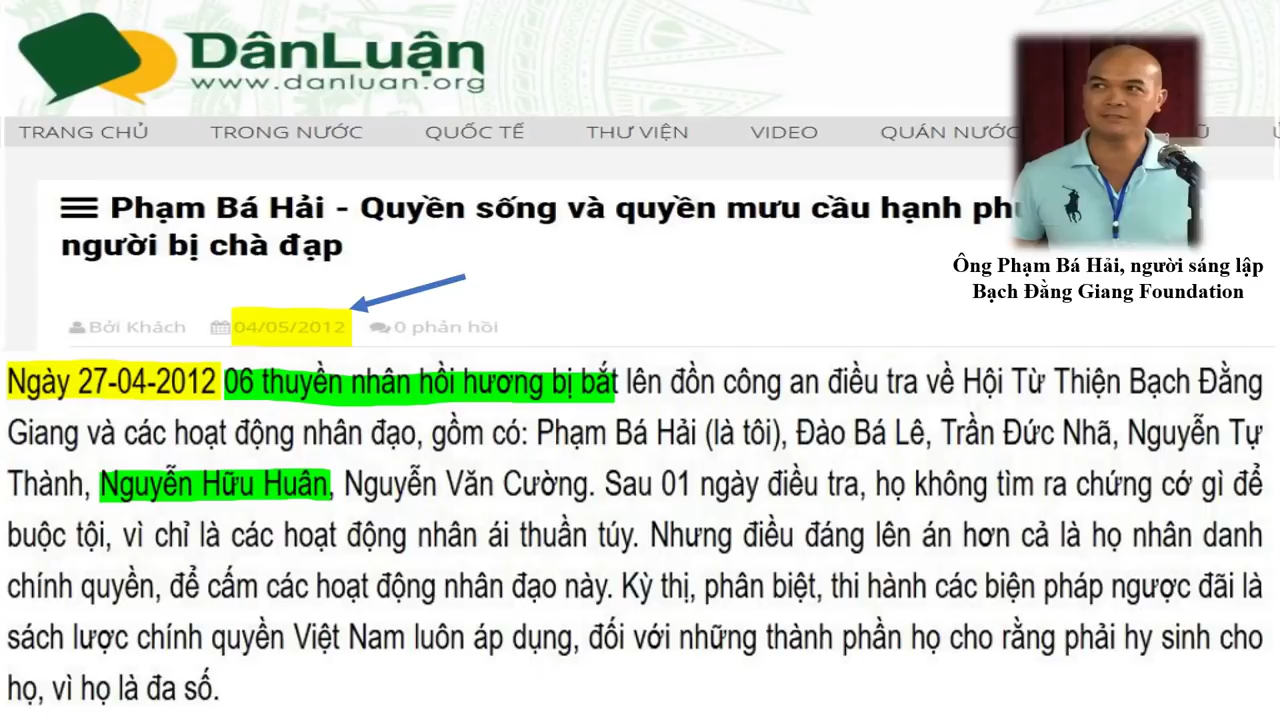 DânLuận
www.danluan.org
TRANG CHỦ TRONG NƯỚC QUỐC TẾ THƯ VIỆN VIDEO QUÁN NƯỚC
Phạm Bá Hải - Quyền sống và quyền mưu cầu hạnh
người bị chà đạp
Ông Phạm Bá Hải, người sáng lập
Bạch Đằng Giang Foundation
Bởi Khách 04/05/2012 0 phản hồi
Ngày 27-04-2012 06 thuyền nhân hồi hương bị bắt lên đồn công an điều tra về Hội Từ Thiện Bạch Đằng
Giang và các hoạt động nhân đạo, gồm có: Phạm Bá Hải (là tôi), Đào Bá Lê, Trần Đức Nhã, Nguyễn Tự
Thành, Nguyễn Hữu Huân, Nguyễn Văn Cường. Sau 01 ngày điều tra, họ không tìm ra chứng cớ gì để
buộc tội, vì chỉ là các hoạt động nhân ái thuần túy. Nhưng điều đáng lên án hơn cả là họ nhân danh
chính quyền, để cấm các hoạt động nhân đạo này. Kỳ thị, phân biệt, thi hành các biện pháp ngược đãi là
sách lược chính quyền Việt Nam luôn áp dụng, đối với những thành phần họ cho rằng phải hy sinh cho
họ, vì họ là đa số.